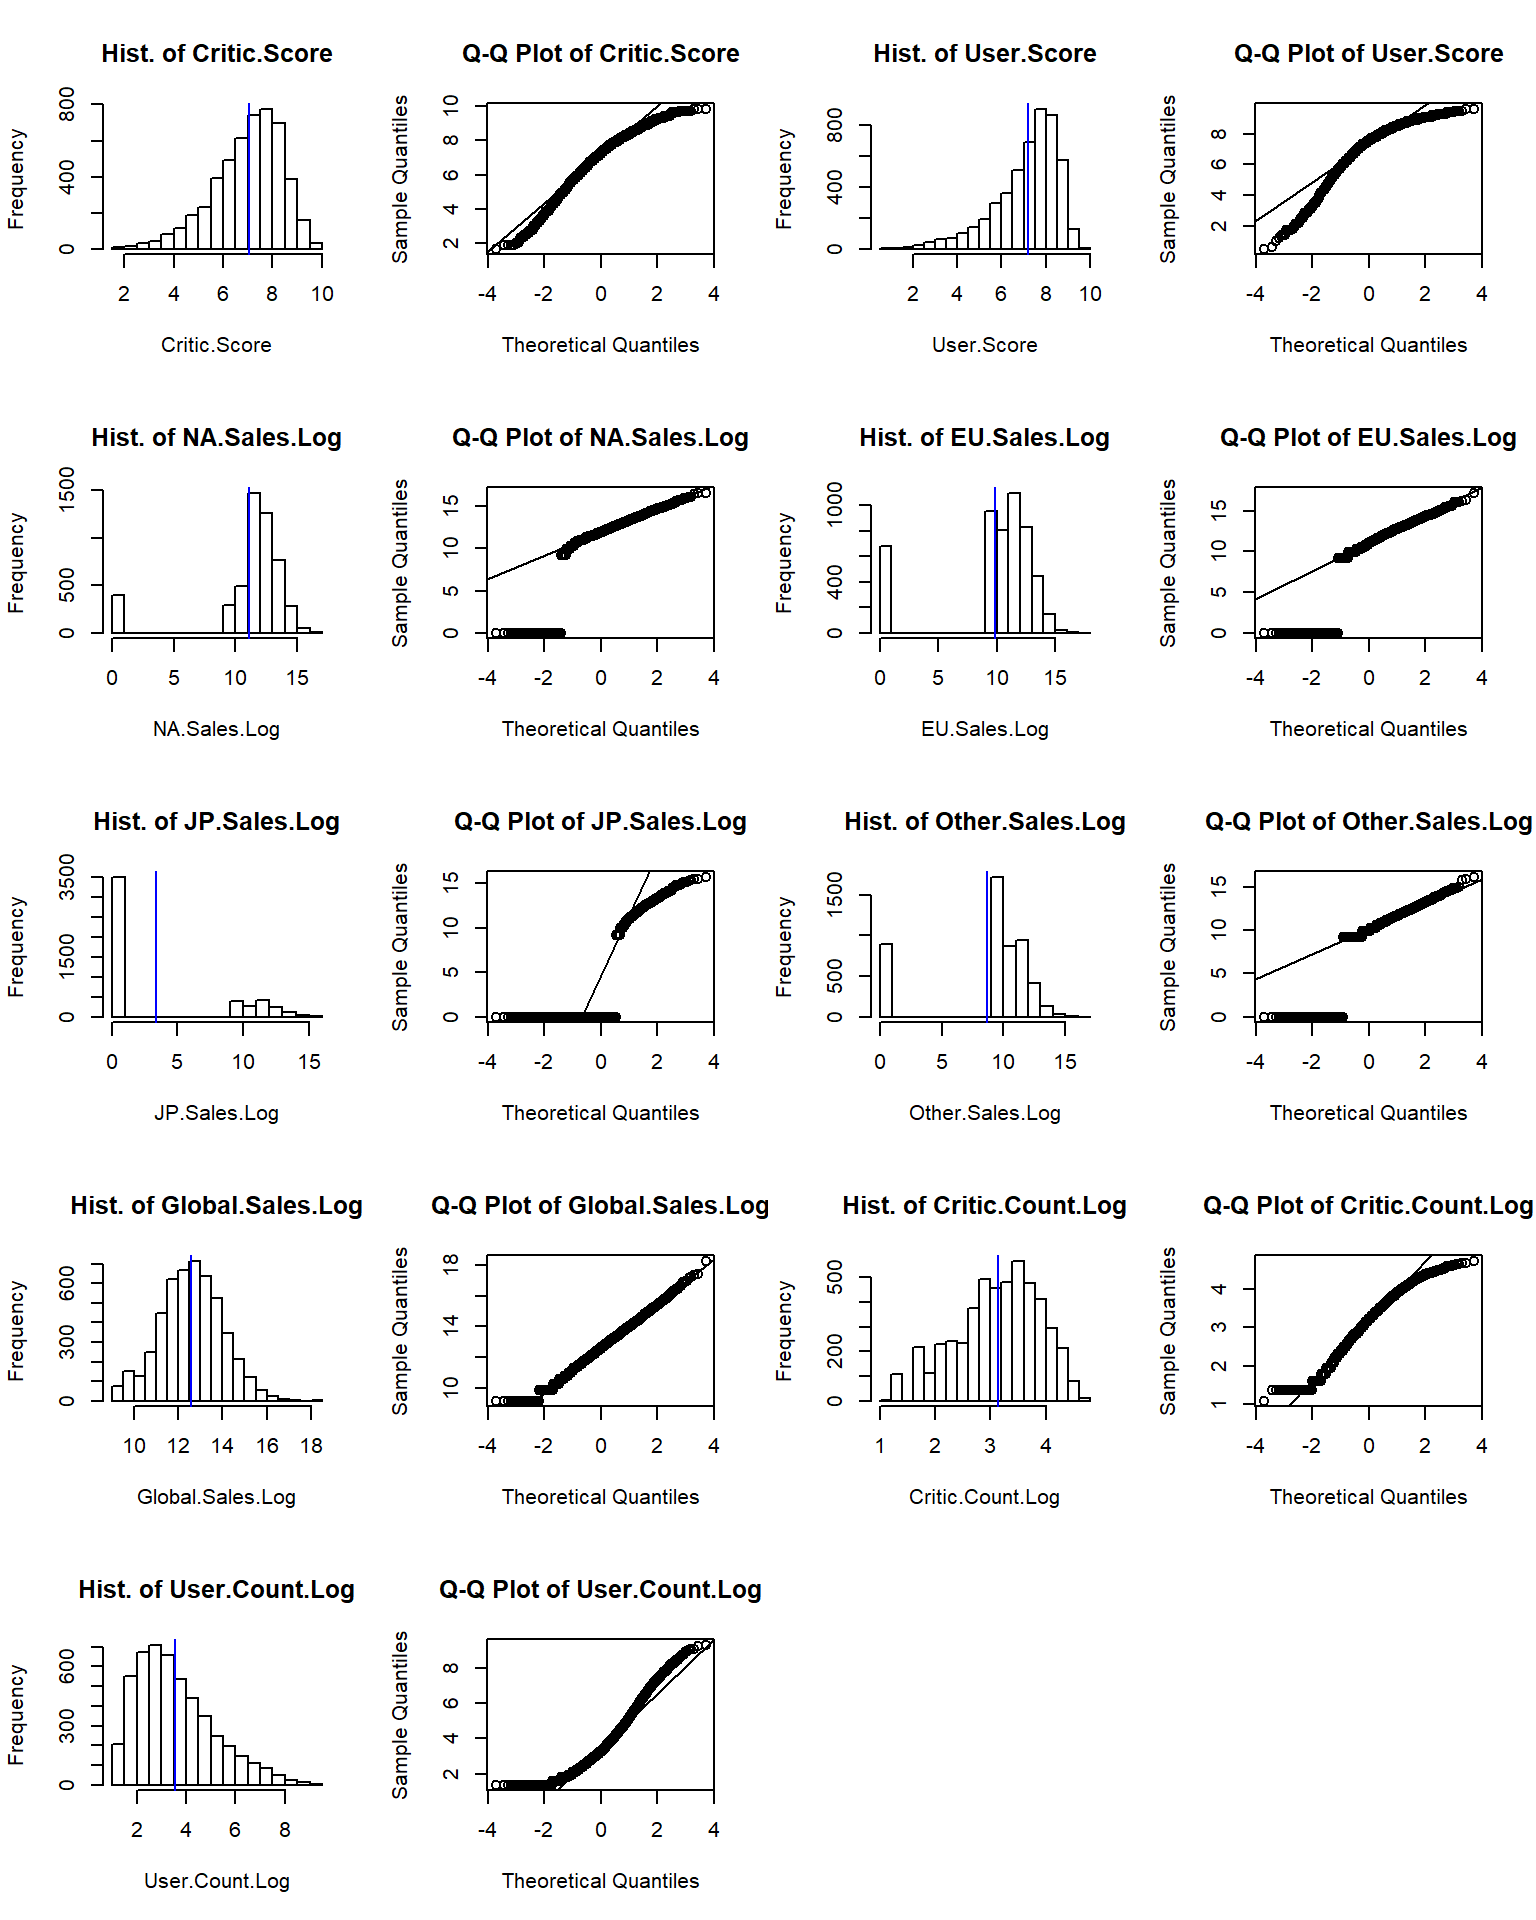 Hist. of Critic.Score
Frequency
0 400 800
2 4 6 8 10
Critic.Score
Q-Q Plot of Critic.Score
Sample Quantiles
2 4 6 8 10
-4 -2 0 2 4
Theoretical Quantiles
Hist. of User.Score
Frequency
0 400 800
2 4 6 8 10
User.Score
Q-Q Plot of User.Score
Sample Quantiles
2 4 6 8
-4 -2 0 2 4
Theoretical Quantiles
Hist. of NA.Sales.Log
Frequency
0 500 1500
0 5 10 15
NA.Sales.Log
Q-Q Plot of NA.Sales.Log
Sample Quantiles
0 5 10 15
-4 -2 0 2 4
Theoretical Quantiles
Hist. of EU.Sales.Log
Frequency
0 400 1000
0 5 10 15
EU.Sales.Log
Q-Q Plot of EU.Sales.Log
Sample Quantiles
0 5 10 15
-4 -2 0 2 4
Theoretical Quantiles
Hist. of JP.Sales.Log
Frequency
0 1500 3500
0 5 10 15
JP.Sales.Log
Q-Q Plot of JP.Sales.Log
Sample Quantiles
0 5 10 15
-4 -2 0 2 4
Theoretical Quantiles
Hist. of Other.Sales.Log
Frequency
0 500 1500
0 5 10 15
Other.Sales.Log
Q-Q Plot of Other.Sales.Log
Sample Quantiles
0 5 10 15
-4 -2 0 2 4
Theoretical Quantiles
Hist. of Global.Sales.Log
Frequency
0 300 600
10 12 14 16 18
Global.Sales.Log
Q-Q Plot of Global.Sales.Log
Sample Quantiles
10 14 18
-4 -2 0 2 4
Theoretical Quantiles
Hist. of Critic.Count.Log
Frequency
0 200 500
1 2 3 4
Critic.Count.Log
Q-Q Plot of Critic.Count.Log
Sample Quantiles
1 2 3 4
-4 -2 0 2 4
Theoretical Quantiles
Hist. of User.Count.Log
Frequency
0 300 600
2 4 6 8
User.Count.Log
Q-Q Plot of User.Count.Log
Sample Quantiles
2 4 6 8
-4 -2 0 2 4
Theoretical Quantiles